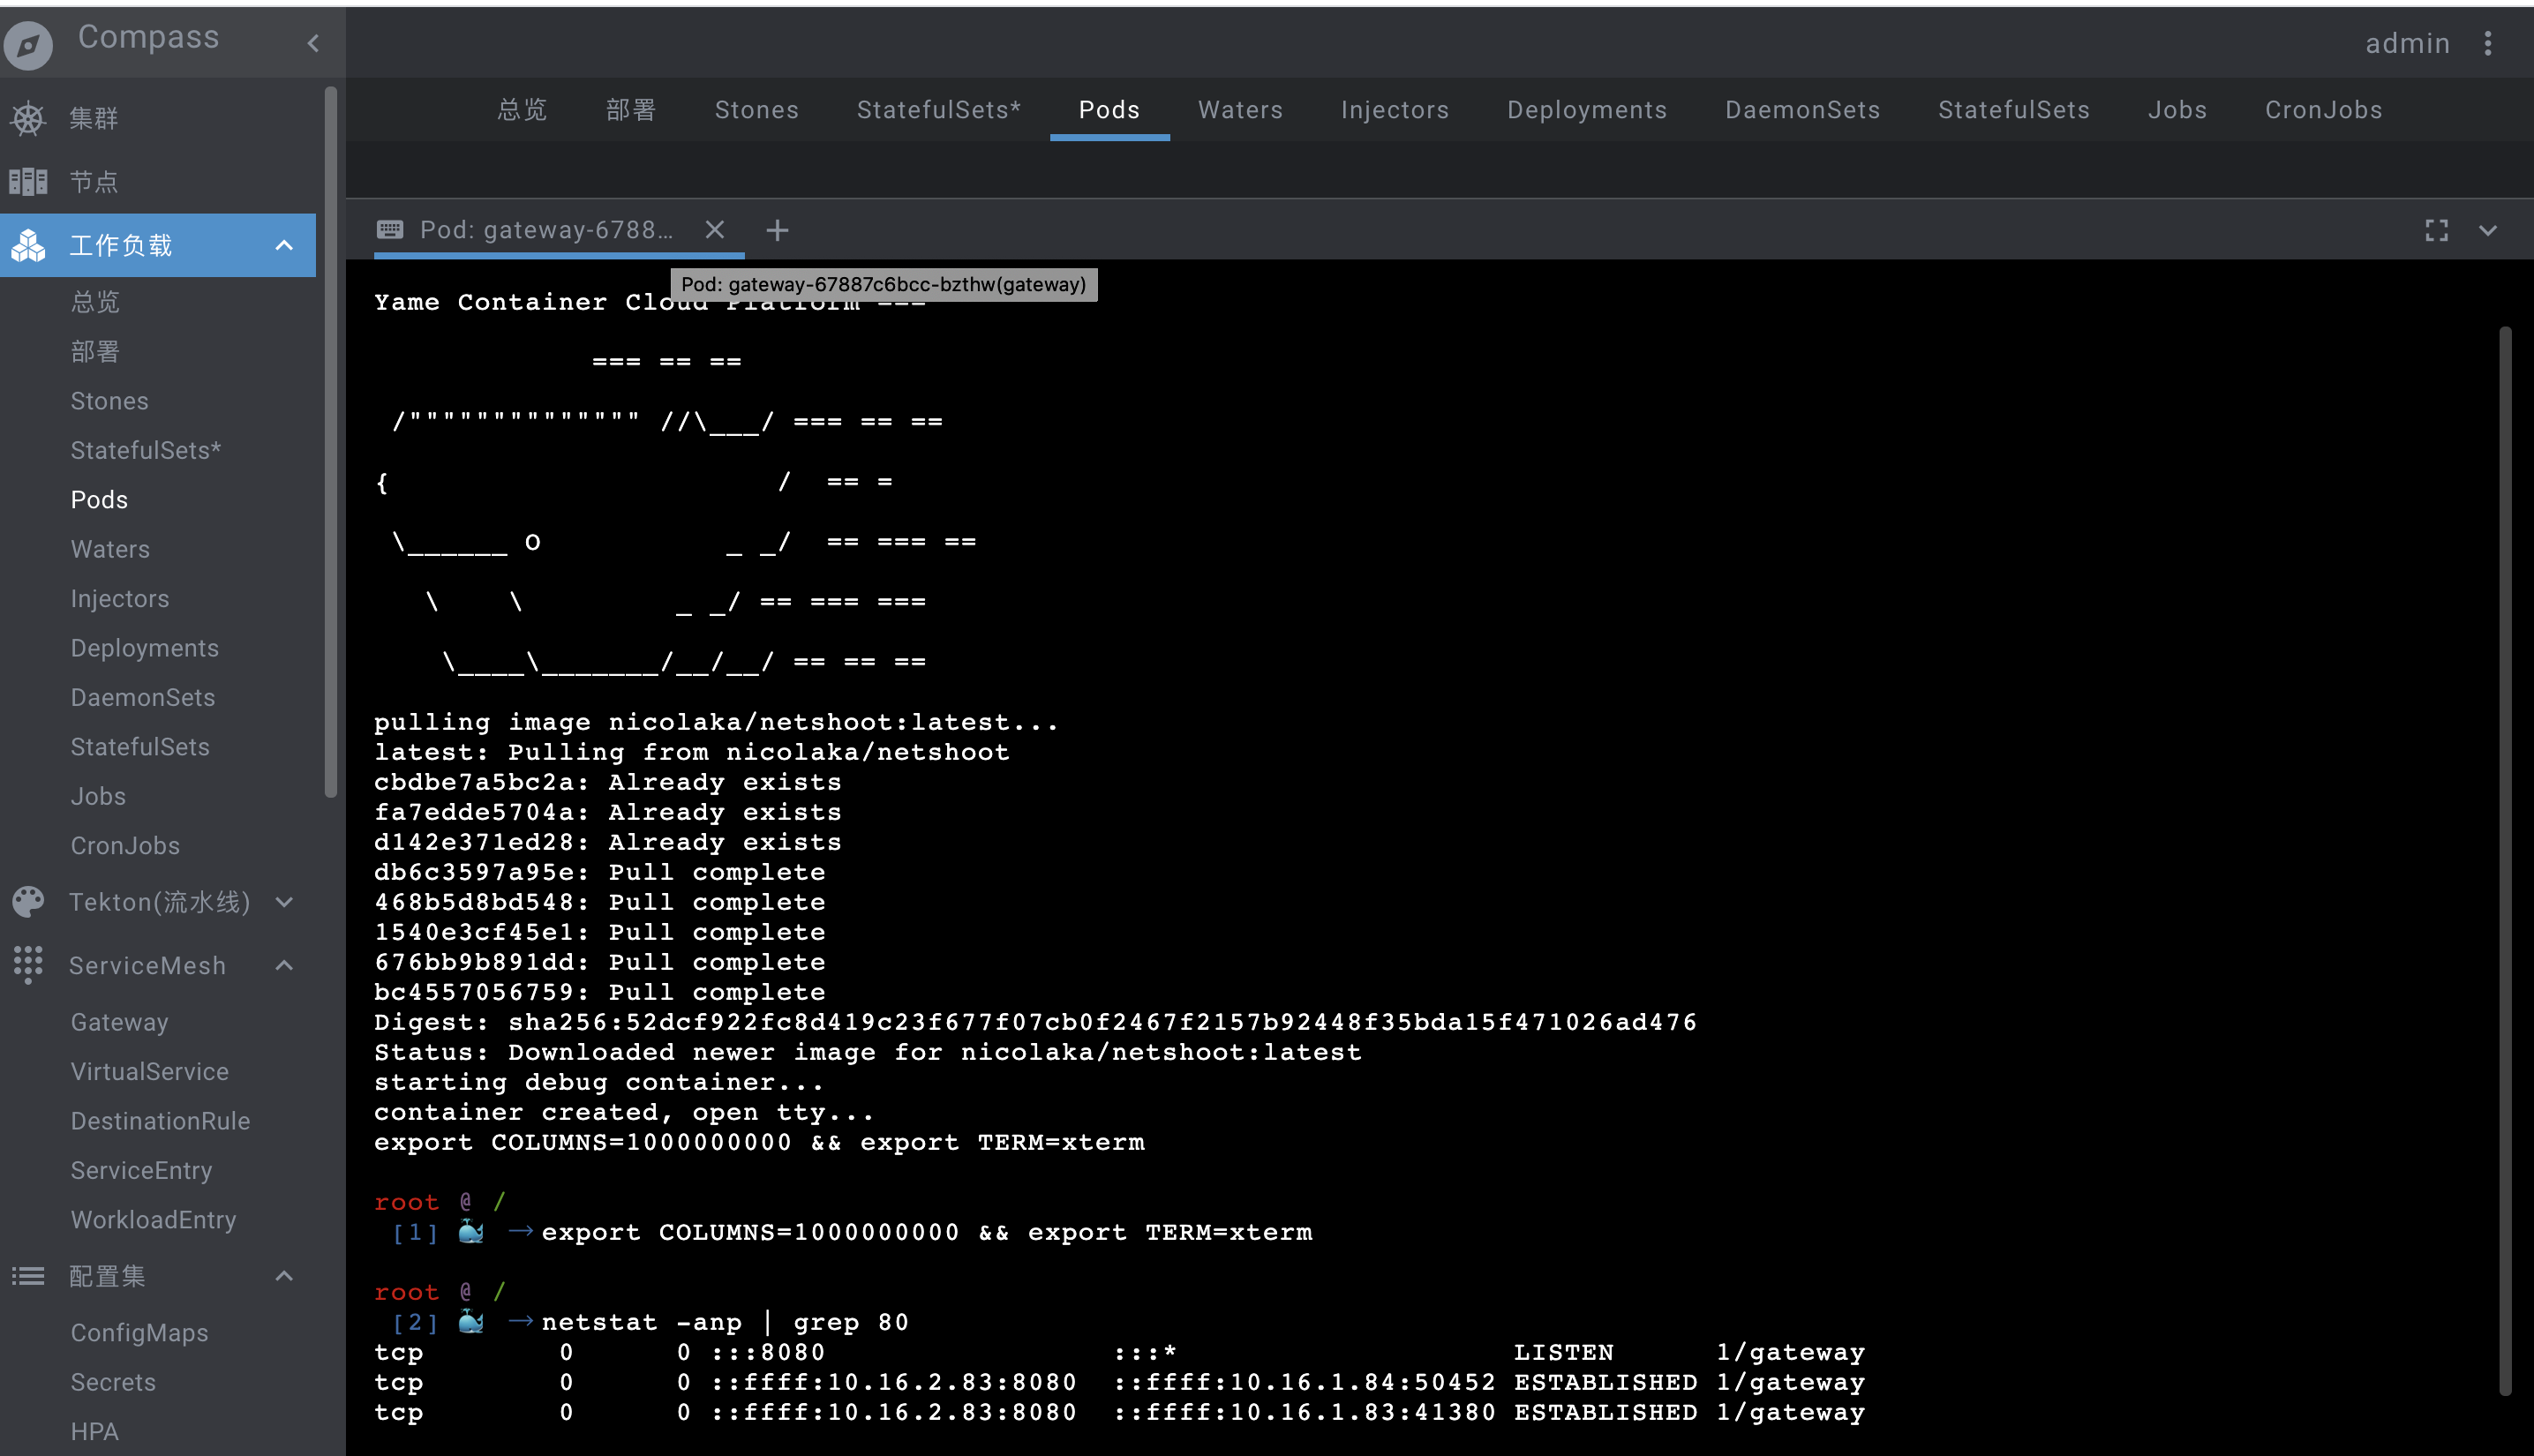 Compass
admin
集群
节点
工作负载
总览
部署
Stones
StatefulSets*
Pods
Waters
Injectors
Deployments
DaemonSets
StatefulSets
Jobs
CronJobs
Tekton(流水线)
ServiceMesh
Gateway
VirtualService
DestinationRule
ServiceEntry
WorkloadEntry
配置集
ConfigMaps
Secrets
HPA
总览 部署 Stones StatefulSets* Pods Waters Injectors Deployments DaemonSets StatefulSets Jobs CronJobs
Pod: gateway-6788...
Pod: gateway-67887c6bcc-bzthw(gateway)
Yame Container Cloud Platform ===
=== == ==
/"""""""""""""" //\___/ === == ==
{                       /  == =
\______ O           _ _/  == === ==
\    \         _ _/ == === ===
\____\_______/__/__/ == == ==
pulling image nicolaka/netshoot:latest...
latest: Pulling from nicolaka/netshoot
cbdbe7a5bc2a: Already exists
fa7edde5704a: Already exists
d142e371ed28: Already exists
db6c3597a95e: Pull complete
468b5d8bd548: Pull complete
1540e3cf45e1: Pull complete
676bb9b891dd: Pull complete
bc4557056759: Pull complete
Digest: sha256:52dcf922fc8d419c23f677f07cb0f2467f2157b92448f35bda15f471026ad476
Status: Downloaded newer image for nicolaka/netshoot:latest
starting debug container...
container created, open tty...
export COLUMNS=1000000000 && export TERM=xterm
root @ /
[1] 🐳 → export COLUMNS=1000000000 && export TERM=xterm
root @ /
[2] 🐳 → netstat -anp | grep 80
tcp        0      0 :::8080                 :::*                    LISTEN      1/gateway
tcp        0      0 ::ffff:10.16.2.83:8080  ::ffff:10.16.1.84:50452 ESTABLISHED 1/gateway
tcp        0      0 ::ffff:10.16.2.83:8080  ::ffff:10.16.1.83:41380 ESTABLISHED 1/gateway